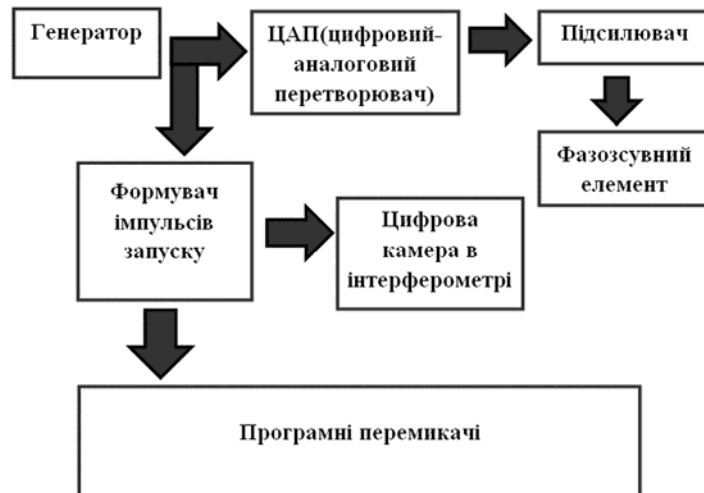 Генератор
ЦАП(цифровий-
аналоговий
перетворювач)
Підсилювач
Фазозсувний
елемент
Формувач
імпульсів
запуску
Цифрова
камера в
інтерферометрі
Програмні перемикачі